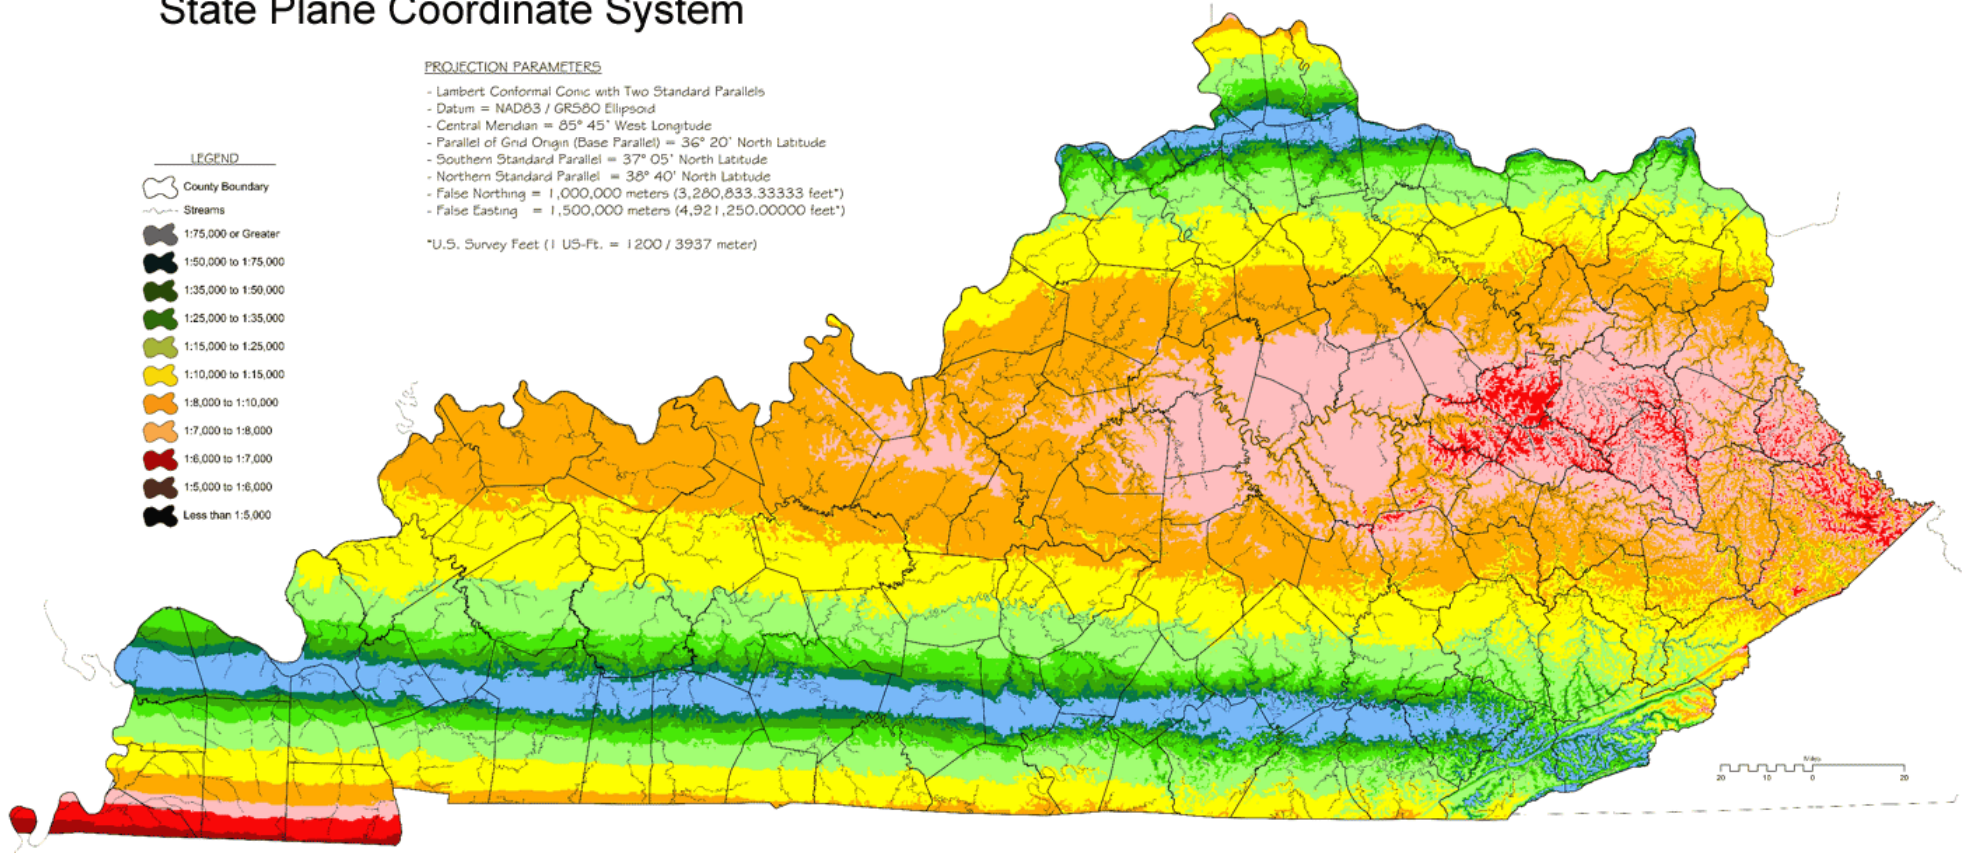 State Plane Coordinate System
PROJECTION PARAMETERS
- Lambert Conformal Conic with Two Standard Parallels
- Datum = NAD83 / GRS80 Ellipsoid
- Central Meridian = 85° 45' West Longitude
- Parallel of Grid Origin (Base Parallel) = 36° 20' North Latitude
- Southern Standard Parallel = 37° 05' North Latitude
- Northern Standard Parallel = 38° 40' North Latitude
- False Northing = 1,000,000 meters (3,280,833.33333 feet*)
- False Easting = 1,500,000 meters (4,921,250.00000 feet*)
*U.S. Survey Feet (1 US-Ft. = 1200 / 3937 meter)
LEGEND
County Boundary
Streams
1:75,000 or Greater
1:50,000 to 1:75,000
1:35,000 to 1:50,000
1:25,000 to 1:35,000
1:15,000 to 1:25,000
1:10,000 to 1:15,000
1:8,000 to 1:10,000
1:7,000 to 1:8,000
1:6,000 to 1:7,000
1:5,000 to 1:6,000
Less than 1:5,000
Miles
20 10 0 20